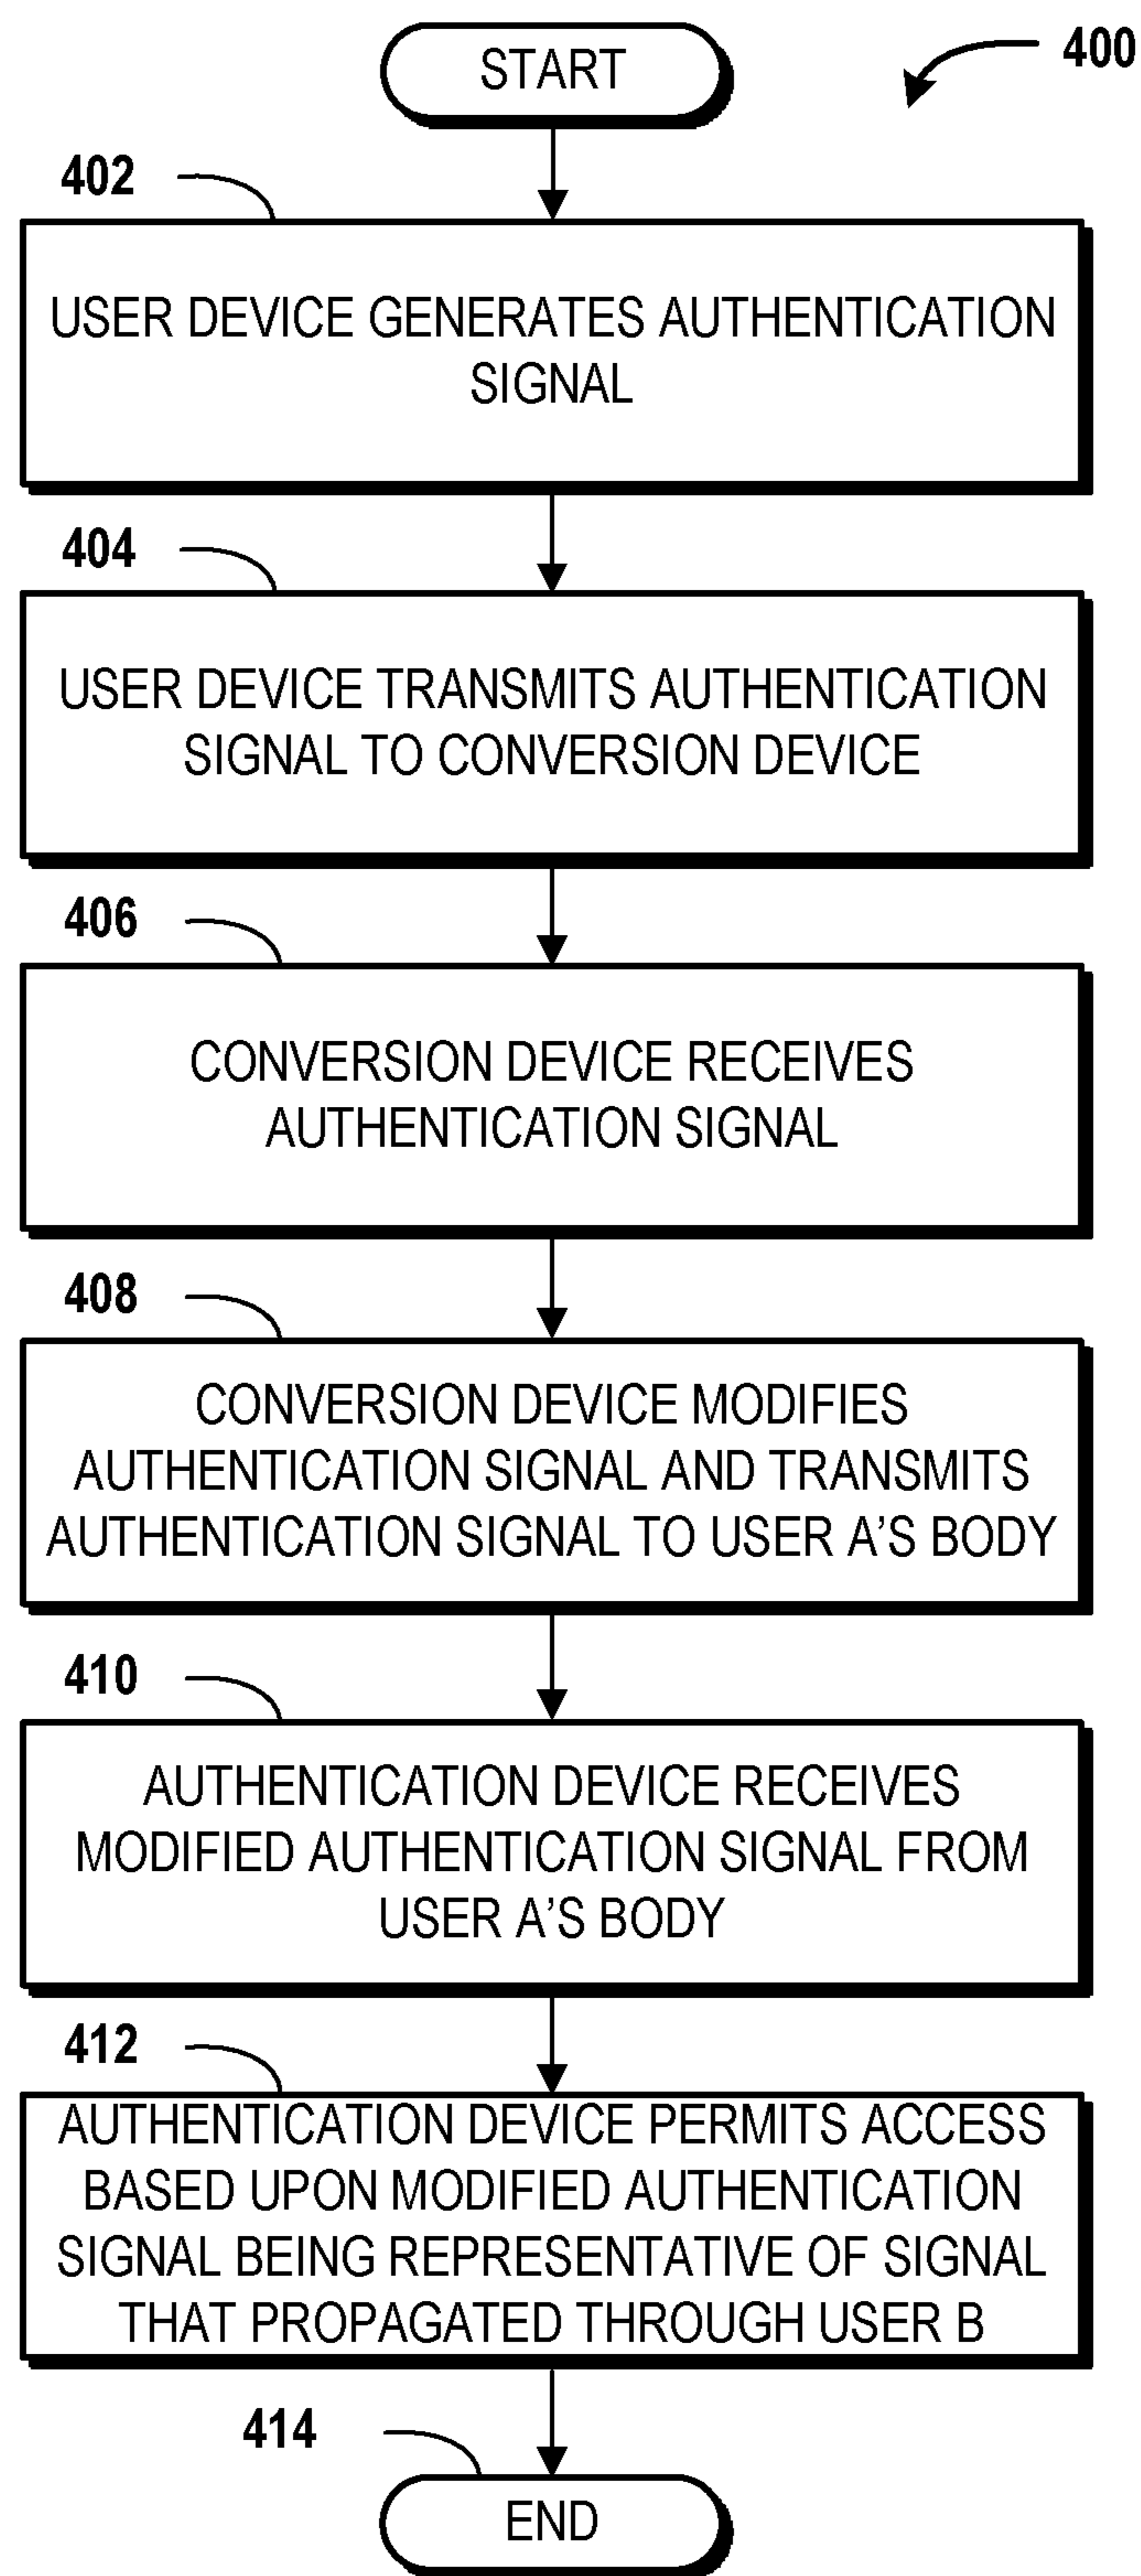 START
400
402
USER DEVICE GENERATES AUTHENTICATION
SIGNAL
404
USER DEVICE TRANSMITS AUTHENTICATION
SIGNAL TO CONVERSION DEVICE
406
CONVERSION DEVICE RECEIVES
AUTHENTICATION SIGNAL
408
CONVERSION DEVICE MODIFIES
AUTHENTICATION SIGNAL AND TRANSMITS
AUTHENTICATION SIGNAL TO USER A'S BODY
410
AUTHENTICATION DEVICE RECEIVES
MODIFIED AUTHENTICATION SIGNAL FROM
USER A'S BODY
412
AUTHENTICATION DEVICE PERMITS ACCESS
BASED UPON MODIFIED AUTHENTICATION
SIGNAL BEING REPRESENTATIVE OF SIGNAL
THAT PROPAGATED THROUGH USER B
414
END